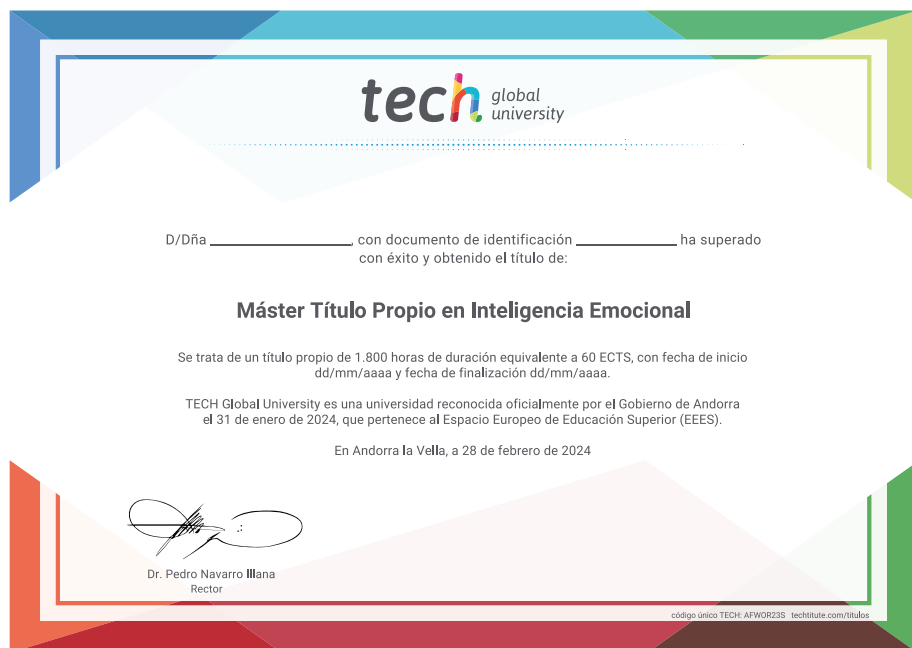 tech global university
D/Dña ________________, con documento de identificación ____________ ha superado
con éxito y obtenido el título de:
Máster Título Propio en Inteligencia Emocional
Se trata de un título propio de 1.800 horas de duración equivalente a 60 ECTS, con fecha de inicio
dd/mm/aaaa y fecha de finalización dd/mm/aaaa.
TECH Global University es una universidad reconocida oficialmente por el Gobierno de Andorra
el 31 de enero de 2024, que pertenece al Espacio Europeo de Educación Superior (EEES).
En Andorra la Vella, a 28 de febrero de 2024
Dr. Pedro Navarro Illana
Rector
código único TECH: AFWOR23S techtitute.com/titulos